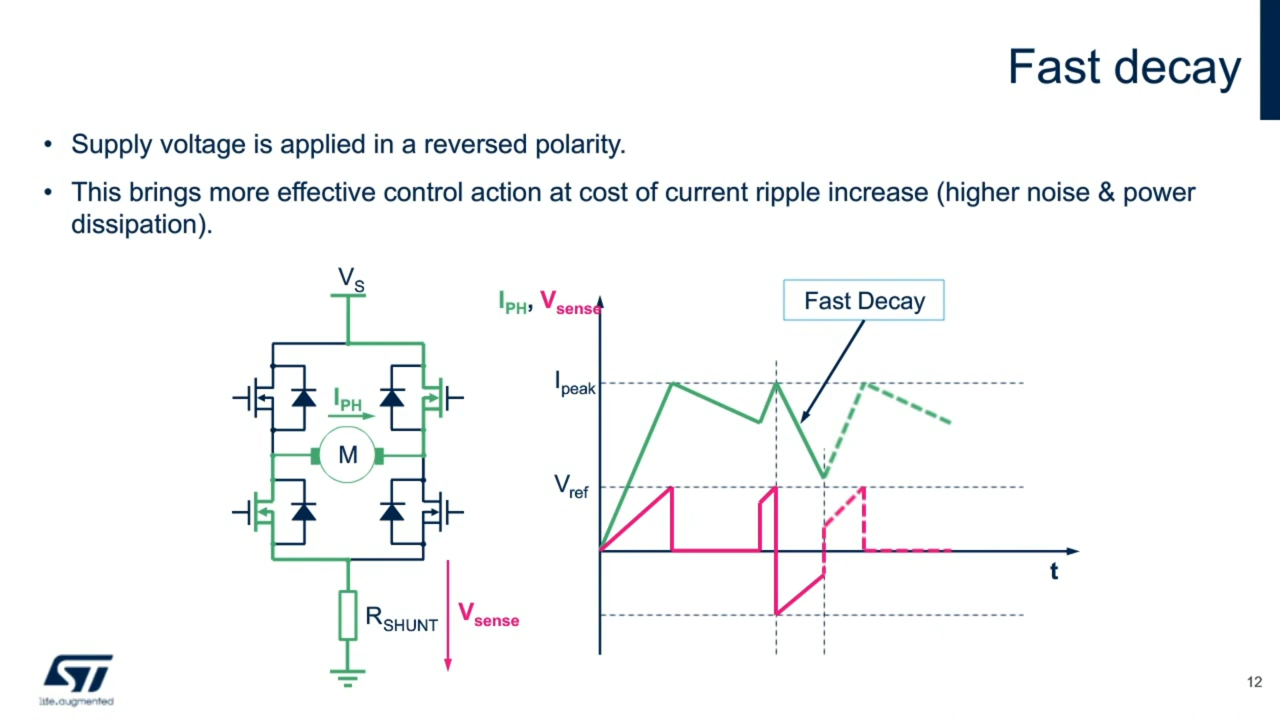 Fast decay
• Supply voltage is applied in a reversed polarity.
• This brings more effective control action at cost of current ripple increase (higher noise & power
dissipation).
VS
IPH
M
RSHUNT
Vsense
IPH, Vsense
Fast Decay
Ipeak
Vref
t
ST
life.augmented
12